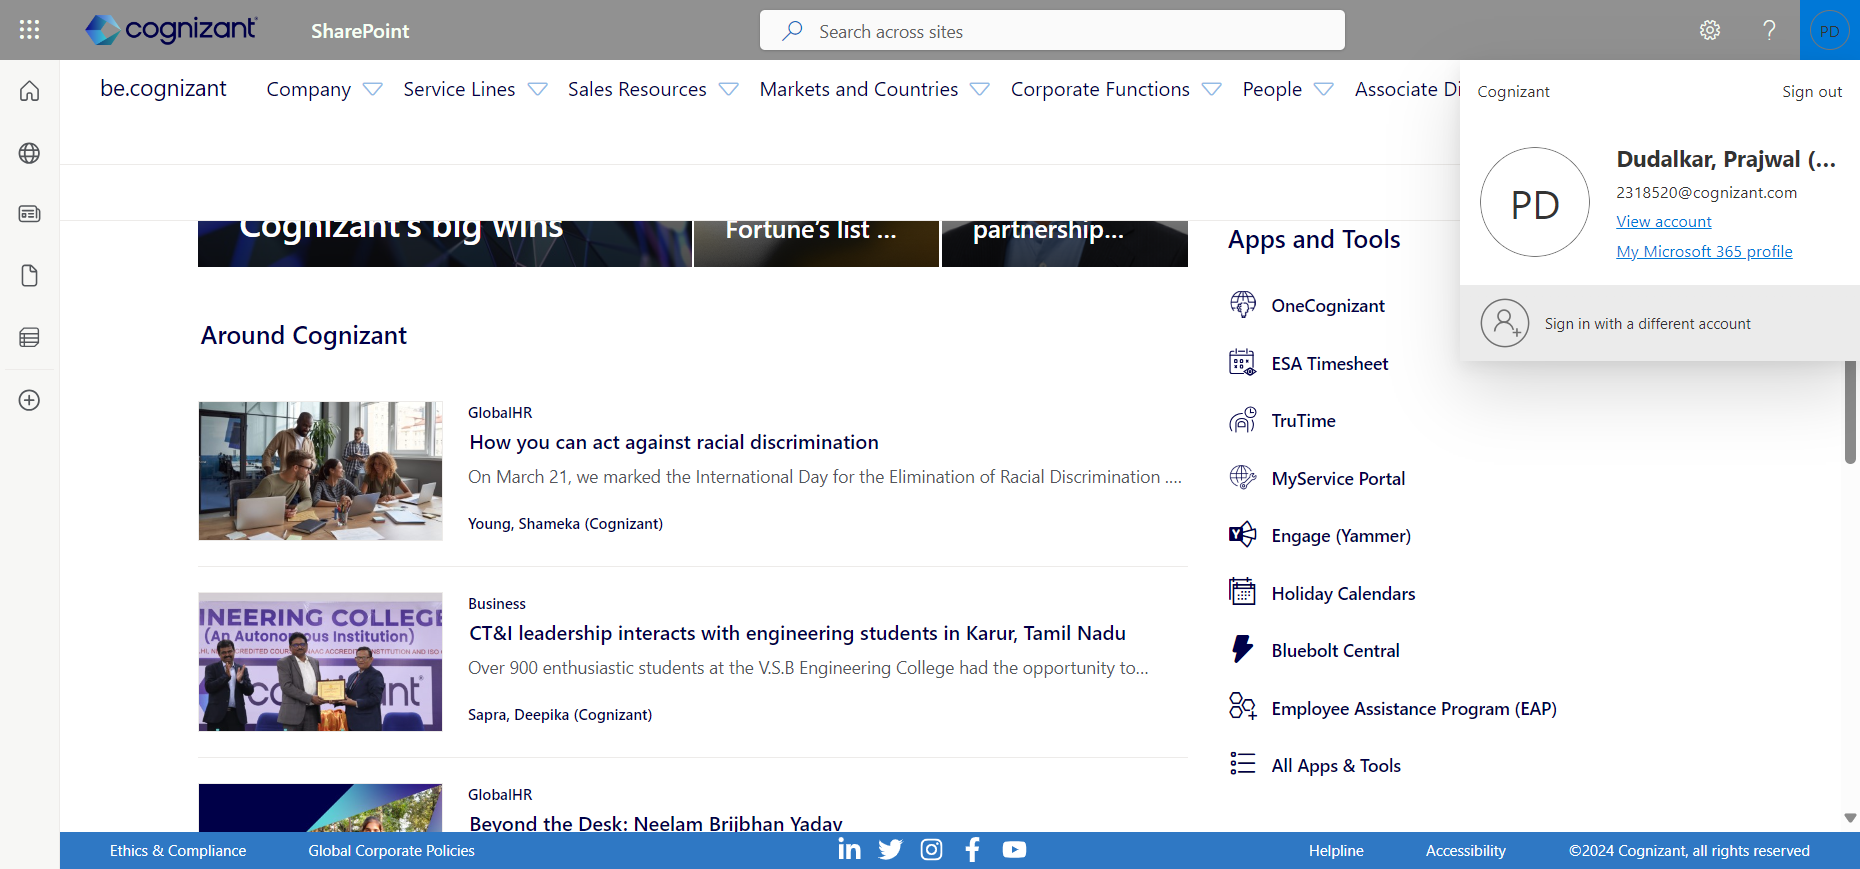 cognizant
SharePoint
Search across sites
PD
be.cognizant
Company
Service Lines
Sales Resources
Markets and Countries
Corporate Functions
People
Associate Di
Cognizant
Sign out
PD
Dudalkar, Prajwal (...
2318520@cognizant.com
View account
My Microsoft 365 profile
Sign in with a different account
Cognizant's big wins
Fortune's list ...
partnership...
Around Cognizant
GlobalHR
How you can act against racial discrimination
On March 21, we marked the International Day for the Elimination of Racial Discrimination ....
Young, Shameka (Cognizant)
NEERING COLLEGE
(An Autonomous Institution)
Business
CT&I leadership interacts with engineering students in Karur, Tamil Nadu
Over 900 enthusiastic students at the V.S.B Engineering College had the opportunity to...
Sapra, Deepika (Cognizant)
GlobalHR
Beyond the Desk: Neelam Brijbhan Yadav
Apps and Tools
OneCognizant
ESA Timesheet
TruTime
MyService Portal
Engage (Yammer)
Holiday Calendars
Bluebolt Central
Employee Assistance Program (EAP)
All Apps & Tools
Ethics & Compliance
Global Corporate Policies
Helpline
Accessibility
©2024 Cognizant, all rights reserved